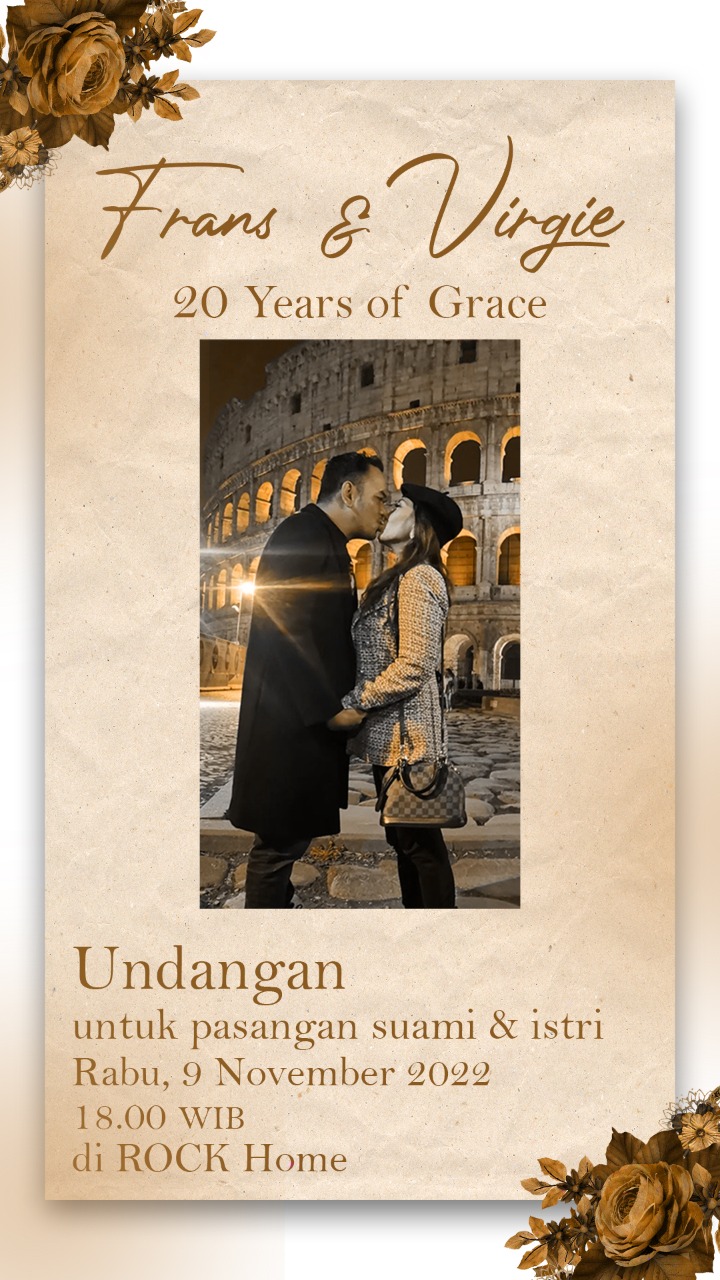 Frans & Virgie
20 Years of Grace
Undangan
untuk pasangan suami & istri
Rabu, 9 November 2022
18.00 WIB
di ROCK Home